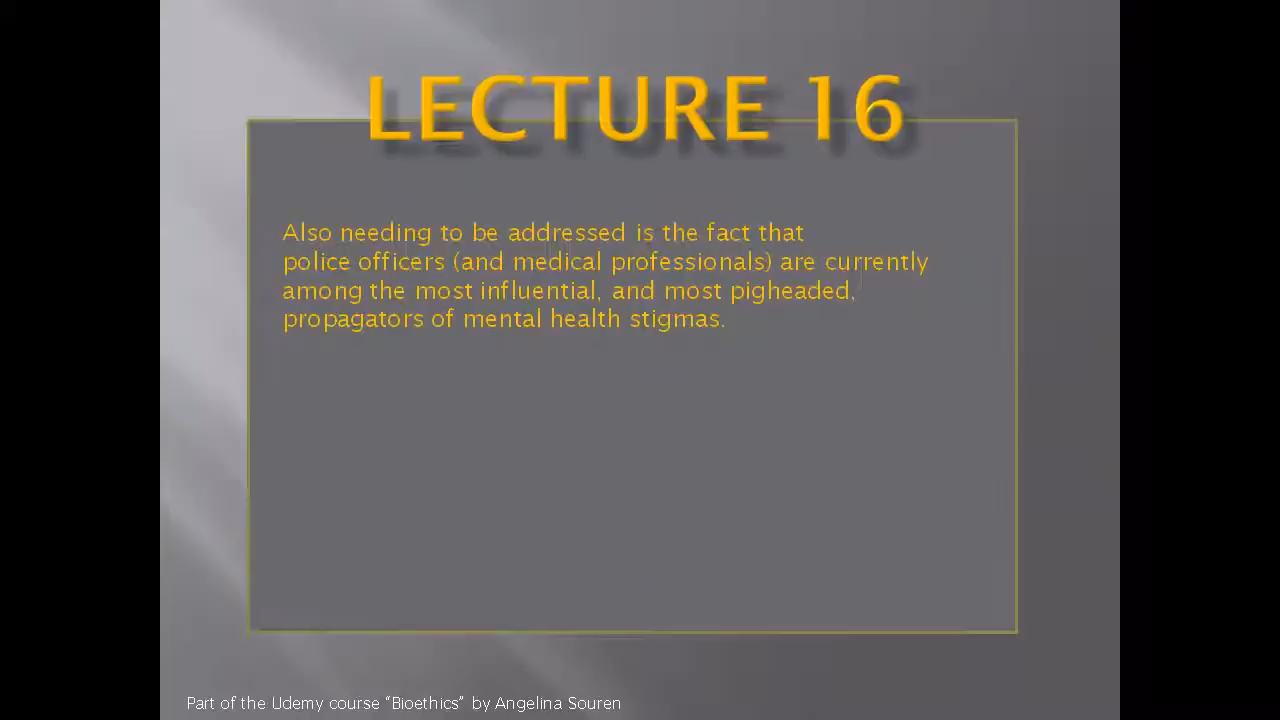 LECTURE 16
Also needing to be addressed is the fact that
police officers (and medical professionals) are currently
among the most influential, and most pigheaded,
propagators of mental health stigmas.
Part of the Udemy course “Bioethics” by Angelina Souren